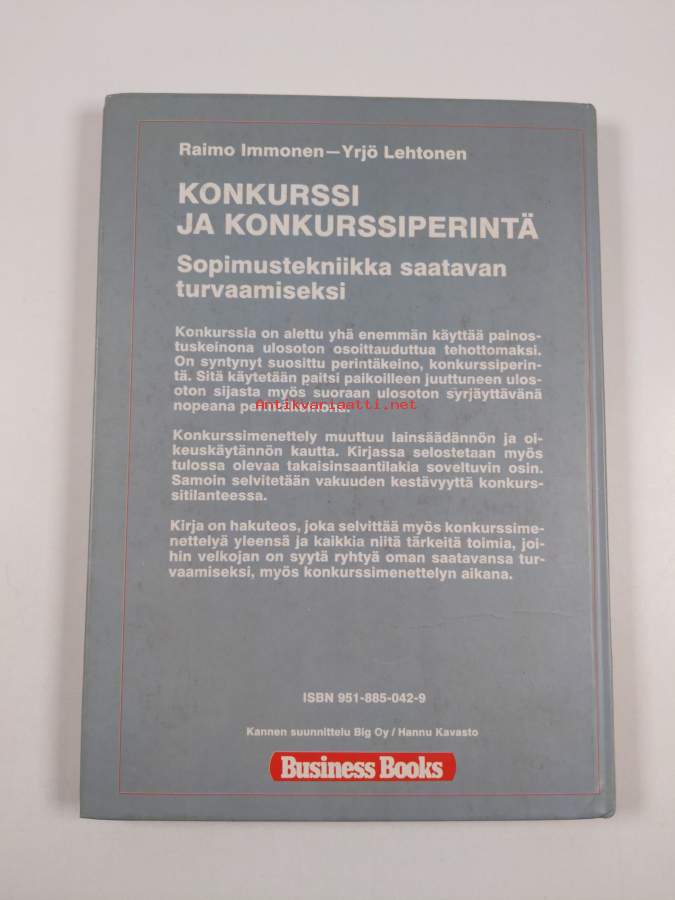 Raimo Immonen—Yrjö Lehtonen
KONKURSSI
JA KONKURSSIPERINTÄ
Sopimustekniikka saatavan
turvaamiseksi
Konkurssia on alettu yhä enemmän käyttää painos-
tuskeinona ulosoton osoittauduttua tehottomaksi.
On syntynyt suosittu perintäkeino, konkurssiperin-
tä. Sitä käytetään paitsi paikoilleen juuttuneen ulos-
oton sijasta myös suoraan ulosoton syrjäyttävänä
nopeana
Antikvariaatti.net
Konkurssimenettely muuttuu lainsäädännön ja oi-
keuskäytännön kautta. Kirjassa selostetaan myös
tulossa olevaa takaisinsaantilakia soveltuvin osin.
Samoin selvitetään vakuuden kestävyyttä konkurs-
sitilanteessa.
Kirja on hakuteos, joka selvittää myös konkurssime-
nettelyä yleensä ja kaikkia niitä tärkeitä toimia, joi-
hin velkojan on syytä ryhtyä oman saatavansa tur-
vaamiseksi, myös konkurssimenettelyn aikana.
ISBN 951-885-042-9
Kannen suunnittelu Big Oy / Hannu Kavasto
Business Books